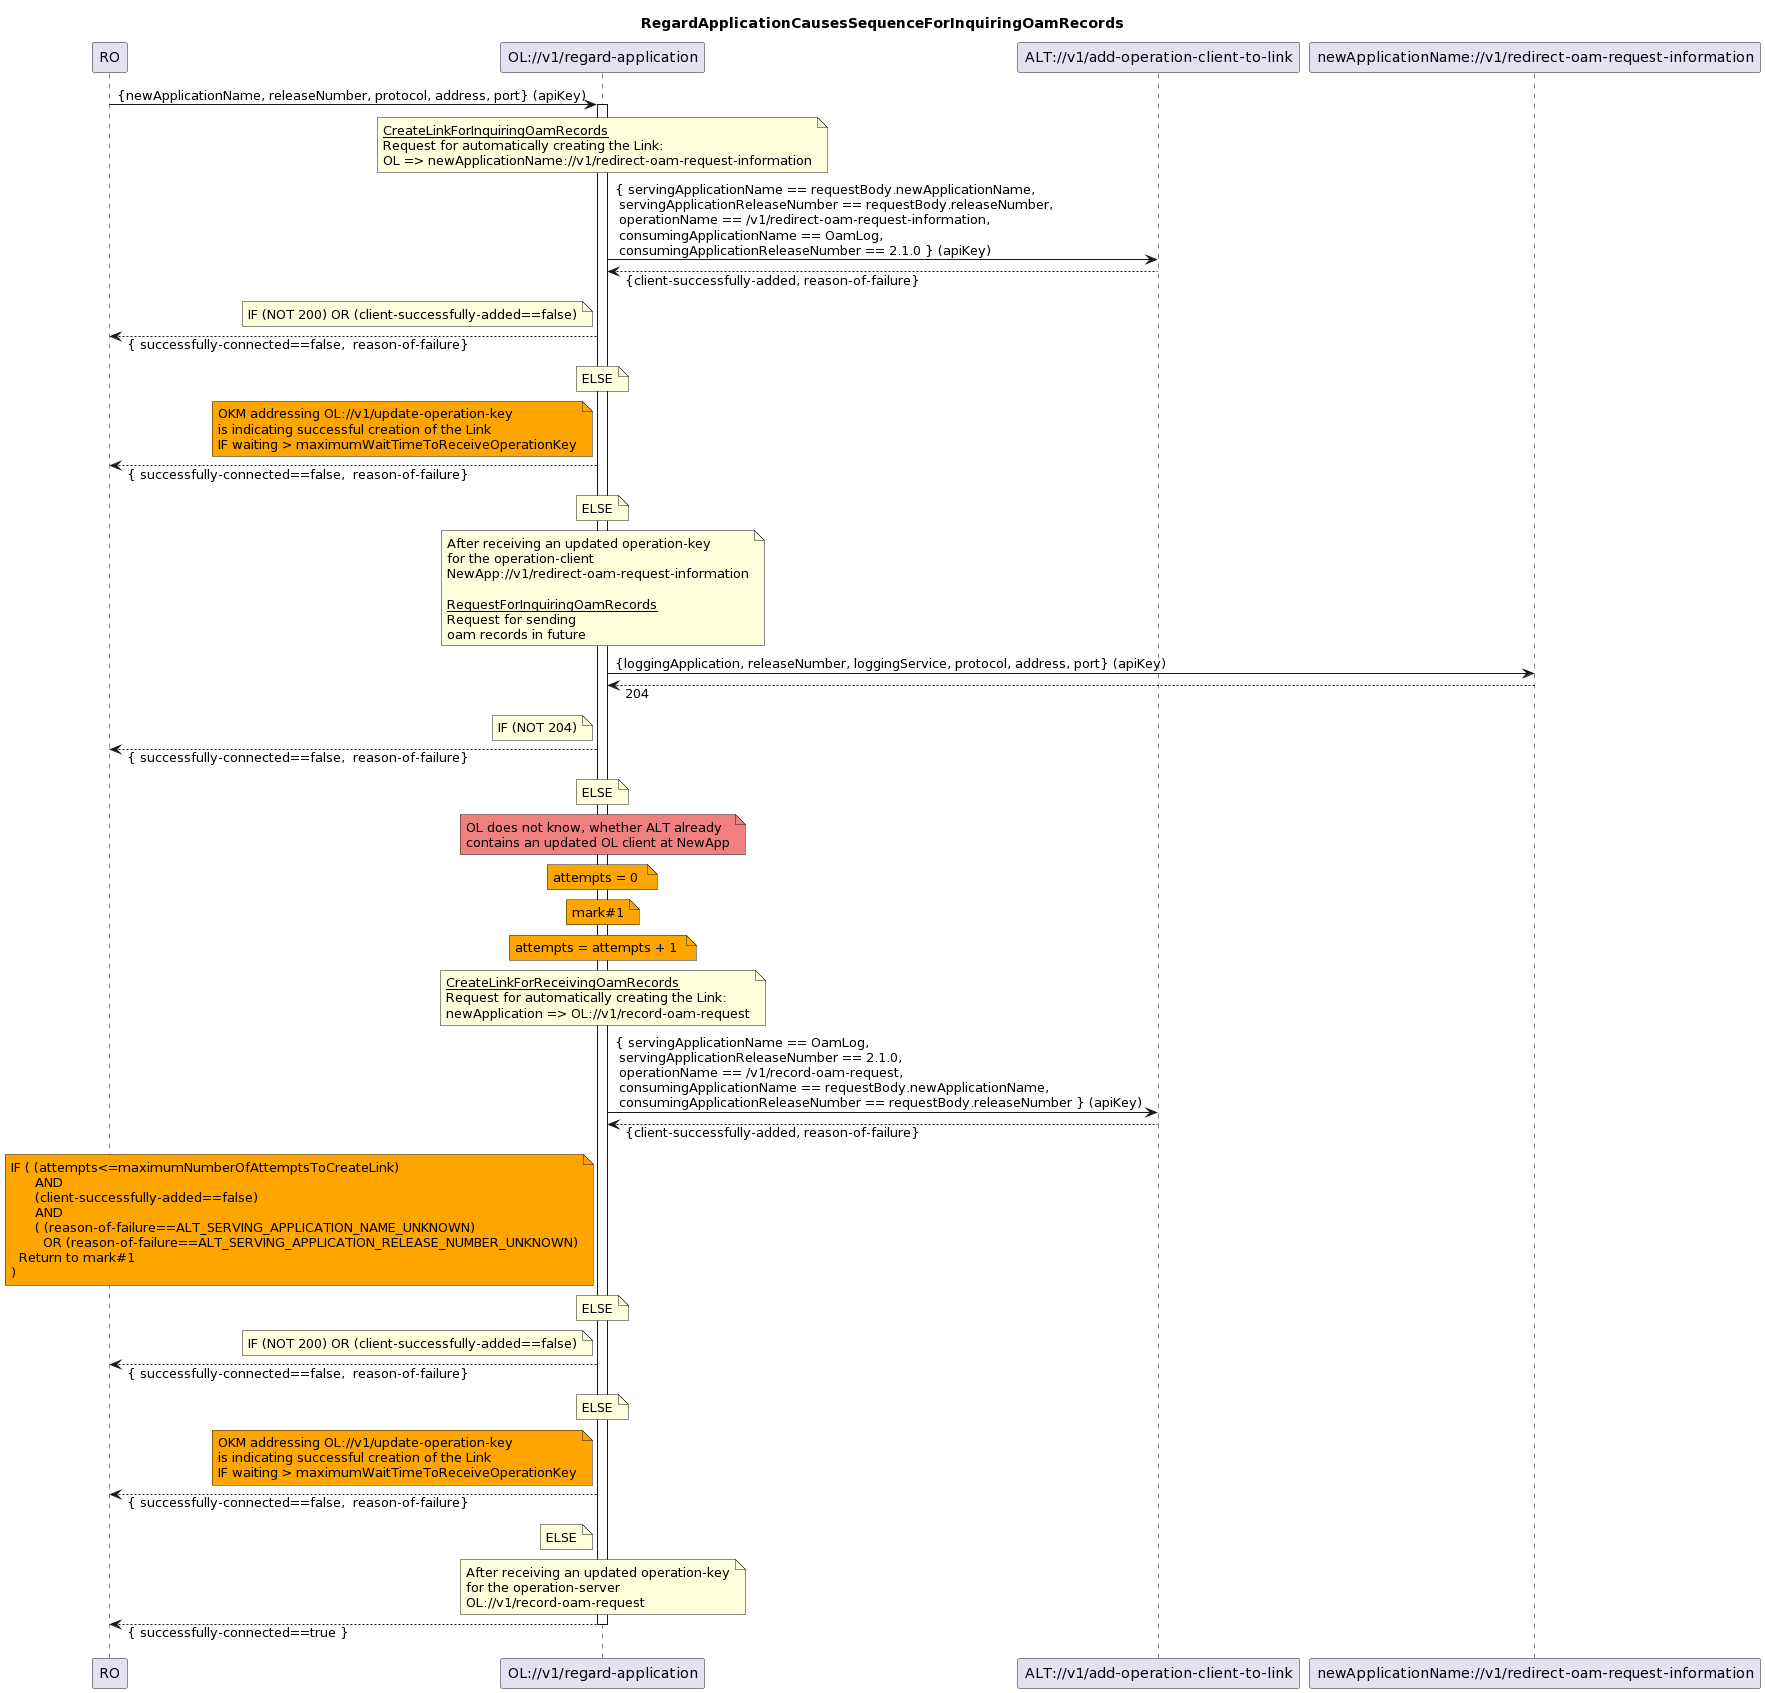 RegardApplicationCausesSequenceForInquiringOamRecords
RO
OL://v1/regard-application
ALT://v1/add-operation-client-to-link
newApplicationName://v1/redirect-oam-request-information
{newApplicationName, releaseNumber, protocol, address, port} (apiKey)
CreateLinkForInquiringOamRecords
Request for automatically creating the Link:
OL => newApplicationName://v1/redirect-oam-request-information
{ servingApplicationName == requestBody.newApplicationName,
servingApplicationReleaseNumber == requestBody.releaseNumber,
operationName == /v1/redirect-oam-request-information,
consumingApplicationName == OamLog,
consumingApplicationReleaseNumber == 2.1.0 } (apiKey)
{client-successfully-added, reason-of-failure}
IF (NOT 200) OR (client-successfully-added==false)
{ successfully-connected==false,  reason-of-failure}
ELSE
OKM addressing OL://v1/update-operation-key
is indicating successful creation of the Link
IF waiting > maximumWaitTimeToReceiveOperationKey
{ successfully-connected==false,  reason-of-failure}
ELSE
After receiving an updated operation-key
for the operation-client
NewApp://v1/redirect-oam-request-information
RequestForInquiringOamRecords
Request for sending
oam records in future
{loggingApplication, releaseNumber, loggingService, protocol, address, port} (apiKey)
204
IF (NOT 204)
{ successfully-connected==false,  reason-of-failure}
ELSE
OL does not know, whether ALT already
contains an updated OL client at NewApp
attempts = 0
mark#1
attempts = attempts + 1
CreateLinkForReceivingOamRecords
Request for automatically creating the Link:
newApplication => OL://v1/record-oam-request
{ servingApplicationName == OamLog,
servingApplicationReleaseNumber == 2.1.0,
operationName == /v1/record-oam-request,
consumingApplicationName == requestBody.newApplicationName,
consumingApplicationReleaseNumber == requestBody.releaseNumber } (apiKey)
{client-successfully-added, reason-of-failure}
IF ( (attempts<=maximumNumberOfAttemptsToCreateLink)
AND
(client-successfully-added==false)
AND
( (reason-of-failure==ALT_SERVING_APPLICATION_NAME_UNKNOWN)
OR (reason-of-failure==ALT_SERVING_APPLICATION_RELEASE_NUMBER_UNKNOWN)
Return to mark#1
)
ELSE
IF (NOT 200) OR (client-successfully-added==false)
{ successfully-connected==false,  reason-of-failure}
ELSE
OKM addressing OL://v1/update-operation-key
is indicating successful creation of the Link
IF waiting > maximumWaitTimeToReceiveOperationKey
{ successfully-connected==false,  reason-of-failure}
ELSE
After receiving an updated operation-key
for the operation-server
OL://v1/record-oam-request
{ successfully-connected==true }
RO
OL://v1/regard-application
ALT://v1/add-operation-client-to-link
newApplicationName://v1/redirect-oam-request-information